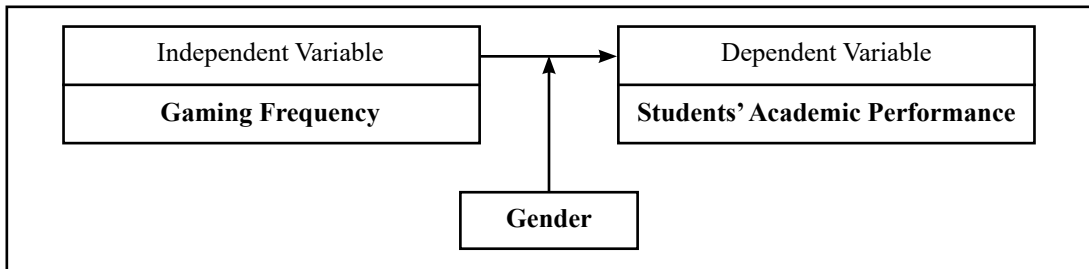 Independent Variable
Gaming Frequency
Dependent Variable
Students’ Academic Performance
Gender